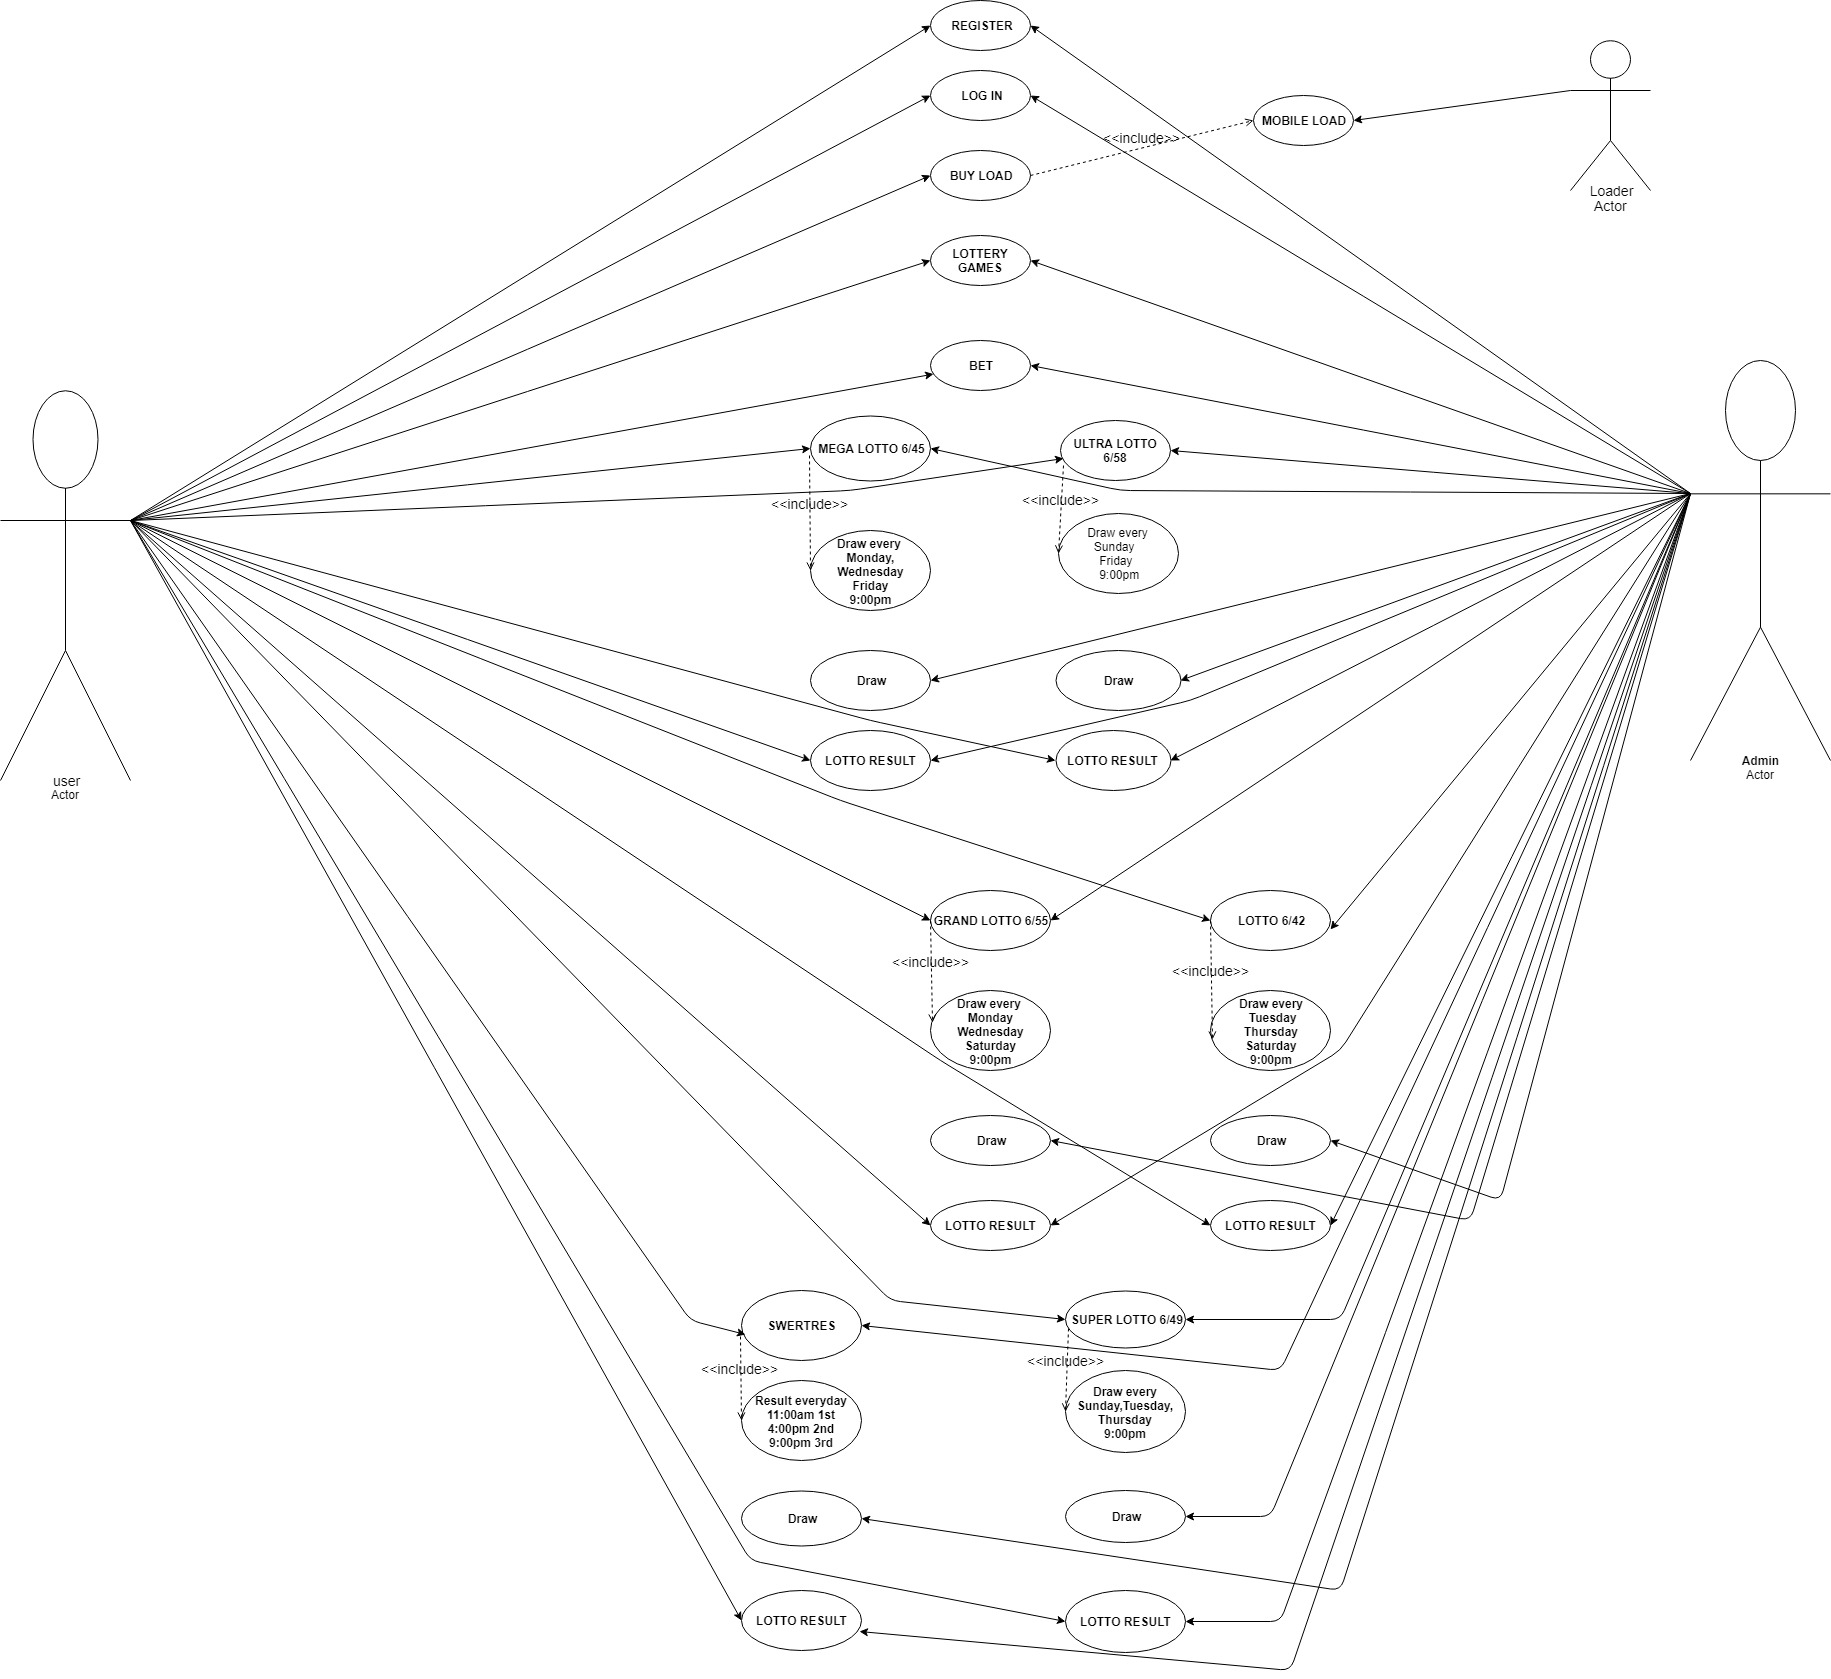 REGISTER
LOG IN
MOBILE LOAD
<<include>>
BUY LOAD
Loader
Actor
LOTTERY
GAMES
BET
MEGA LOTTO 6/45
ULTRA LOTTO
6/58
<<include>>
<<include>>
Draw every
Monday,
Wednesday
Friday
9:00pm
Draw every
Sunday
Friday
9:00pm
Draw
Draw
LOTTO RESULT
LOTTO RESULT
user
Actor
Admin
Actor
GRAND LOTTO 6/55
LOTTO 6/42
<<include>>
<<include>>
Draw every
Monday
Wednesday
Saturday
9:00pm
Draw every
Tuesday
Thursday
Saturday
9:00pm
Draw
Draw
LOTTO RESULT
LOTTO RESULT
SWERTRES
SUPER LOTTO 6/49
<<include>>
<<include>>
Result everyday
11:00am 1st
4:00pm 2nd
9:00pm 3rd
Draw every
Sunday,Tuesday,
Thursday
9:00pm
Draw
Draw
LOTTO RESULT
LOTTO RESULT